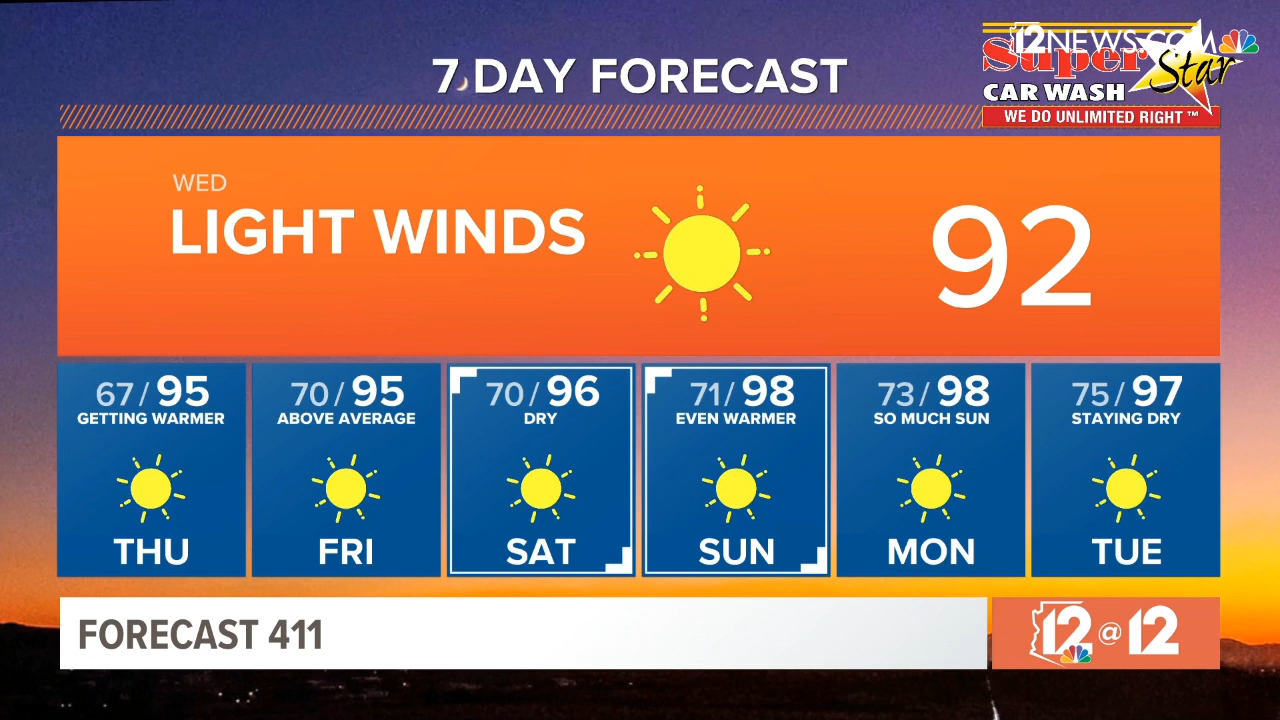 12NEWS.COM
Super Star
CAR WASH
WE DO UNLIMITED RIGHT™
7 DAY FORECAST
WED
LIGHT WINDS
92
67/95
GETTING WARMER
THU
70/95
ABOVE AVERAGE
FRI
70/96
DRY
SAT
71/98
EVEN WARMER
SUN
73/98
SO MUCH SUN
MON
75/97
STAYING DRY
TUE
FORECAST 411
12@12